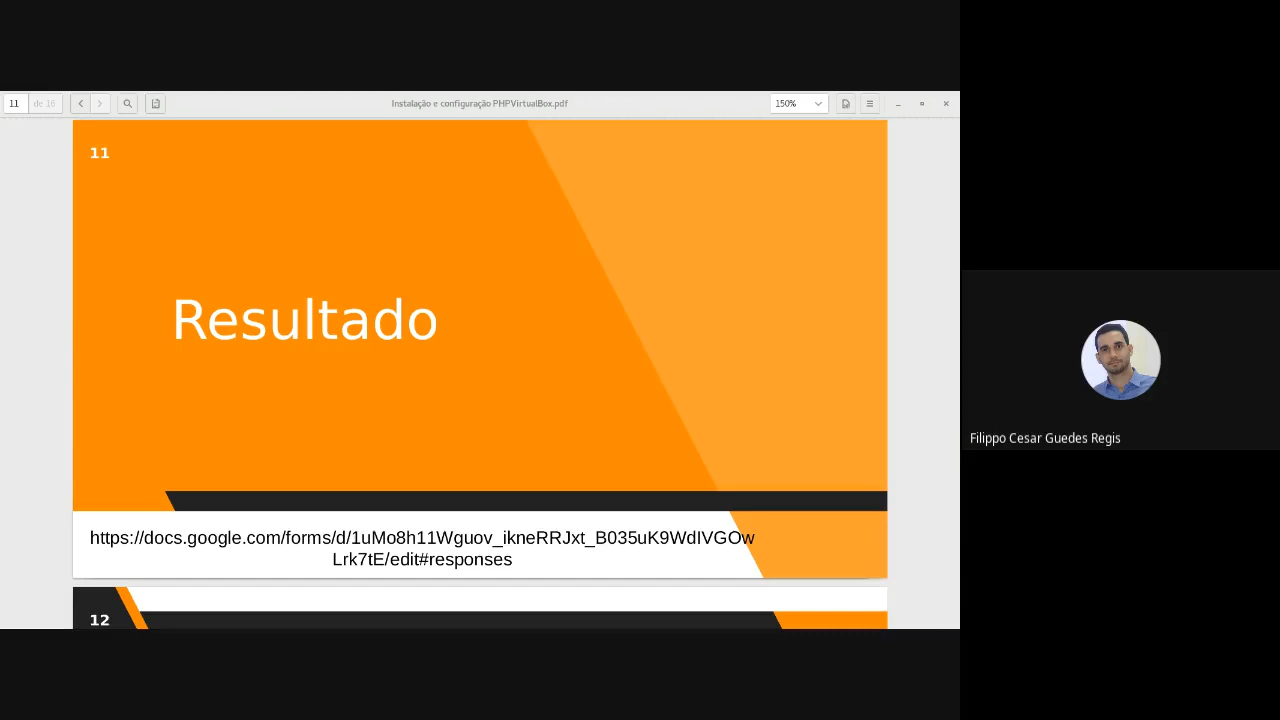 11 de 16
Instalação e configuração PHPVirtualBox.pdf
150%
11
Resultado
https://docs.google.com/forms/d/1uMo8h11Wguov_ikneRRJxt_B035uK9WdIVGOw
Lrk7tE/edit#responses
12
Filippo Cesar Guedes Regis